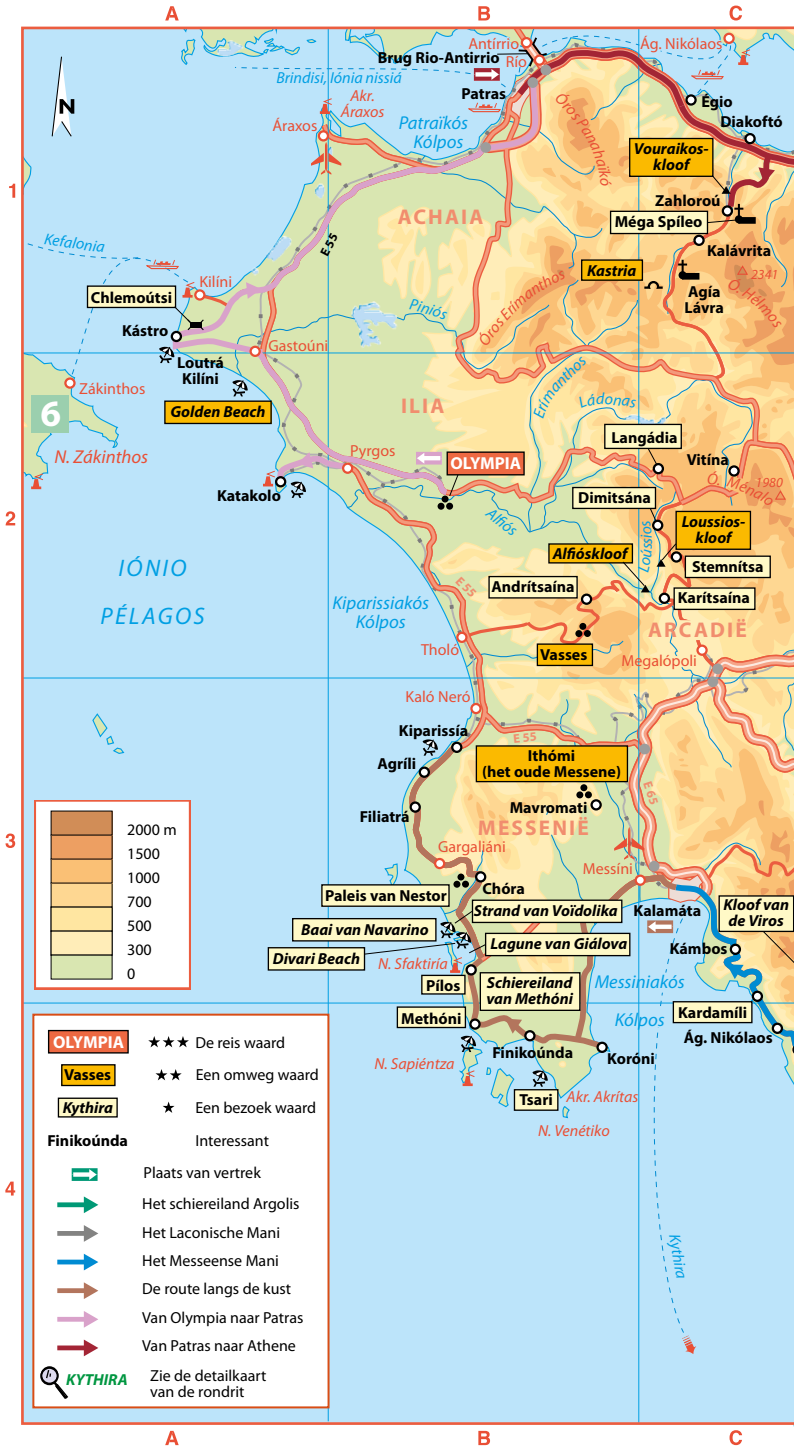 A
B
C
N
Antírrio
Brug Rio-Antirrio
Río
Ág. Nikólaos
Brindisi, Iónia nissiá
Patras
Égio
Akr.
Áraxos
Áraxos
Patraïkós
Kólpos
Óros Panahaïkó
Diakoftó
Vouraikos-
kloof
1
Zahloroú
ACHAIA
Méga Spíleo
E 55
Kefalonia
Kalávrita
Kilíni
Kastria
2341
Agía
Lávra
Ó. Hélmos
Chlemoútsi
Piniós
Óros Erimanthos
Kástro
Gastoúni
Loutrá
Kilíni
Zákinthos
Erímanthos
Golden Beach
ILIA
Ládonas
6
Langádia
N. Zákinthos
Pyrgos
OLYMPIA
Vitína
Katakolo
1980
Ó. Ménalo
Dimitsána
2
Alfiós
Loussios-
kloof
Loússios
Alfióskloof
Stemnítsa
IÓNIO
PÉLAGOS
E 55
Andrítsaína
Karítsaína
Kiparissiakós
Kólpos
ARCADIË
Tholó
Vasses
Megalópoli
Kaló Neró
Kiparissía
E 55
Ithómi
(het oude Messene)
Agríli
E 65
Mavromati
Filiatrá
MESSENIË
2000 m
1500
1000
700
500
300
0
3
Gargaliáni
Messíni
Paleis van Nestor
Chóra
Kalamáta
Kloof van
de Viros
Strand van Voïdolika
Baai van Navarino
Lagune van Giálova
Divari Beach
Kámbos
N. Sfaktiría
Pílos
Schiereiland
van Methóni
Messiniakós
Kólpos
Kardamíli
Methóni
Ág. Nikólaos
Finikoúnda
Koróni
N. Sapiéntza
Tsari
Akr. Akrítas
N. Venétiko
Kythira
4
OLYMPIA ★★★ De reis waard
Vasses ★★ Een omweg waard
Kythira ★ Een bezoek waard
Finikoúnda Interessant
Plaats van vertrek
Het schiereiland Argolis
Het Laconische Mani
Het Messeense Mani
De route langs de kust
Van Olympia naar Patras
Van Patras naar Athene
KYTHIRA Zie de detailkaart
van de rondrit
A
B
C